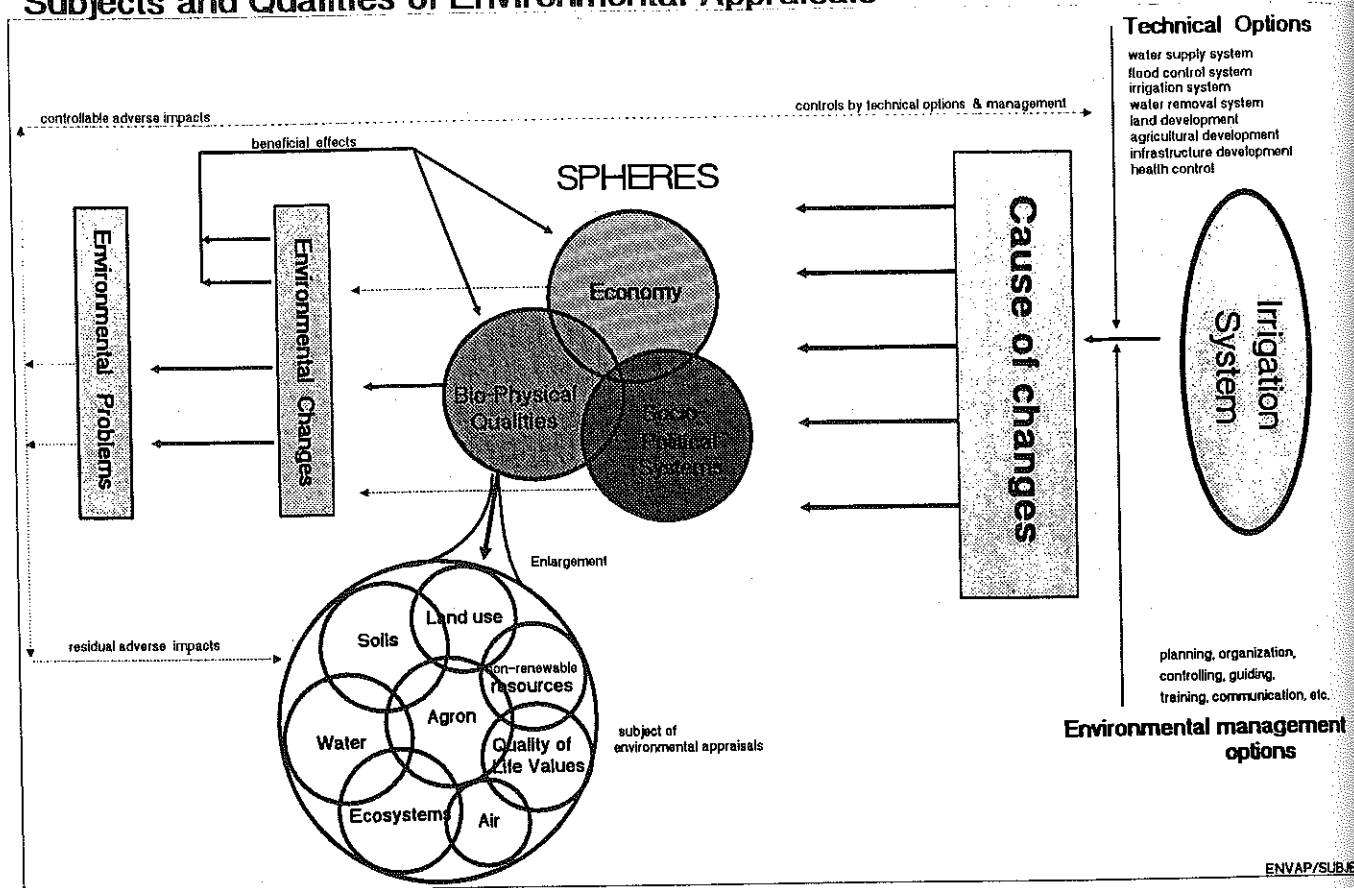 Subjects and Qualities of Environmental Appraisals
Technical Options
water supply system
flood control system
irrigation system
water removal system
land development
agricultural development
infrastructure development
health control
controllable adverse impacts
controls by technical options & management
beneficial effects
SPHERES
Environmental Problems
Environmental Changes
Economy
Bio-Physical
Qualities
Socio-
Political
Systems
Cause of changes
Irrigation
System
Enlargement
residual adverse impacts
Land use
Soils
non-renewable
resources
Agron
Water
Quality of
Life Values
Ecosystems
Air
subject of
environmental appraisals
planning, organization,
controlling, guiding,
training, communication, etc.
Environmental management
options
ENVAP/SUBJE